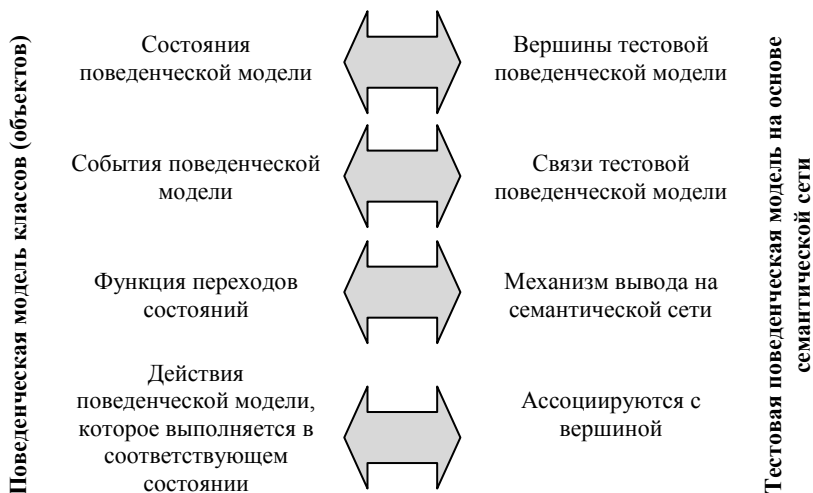 Поведенческая модель классов (объектов)
Состояния
поведенческой модели
Вершины тестовой
поведенческой модели
События поведенческой
модели
Связи тестовой
поведенческой модели
Функция переходов
состояний
Механизм вывода на
семантической сети
Действия
поведенческой модели,
которое выполняется в
соответствующем
состоянии
Ассоциируются с
вершиной
Тестовая поведенческая модель на основе
семантической сети